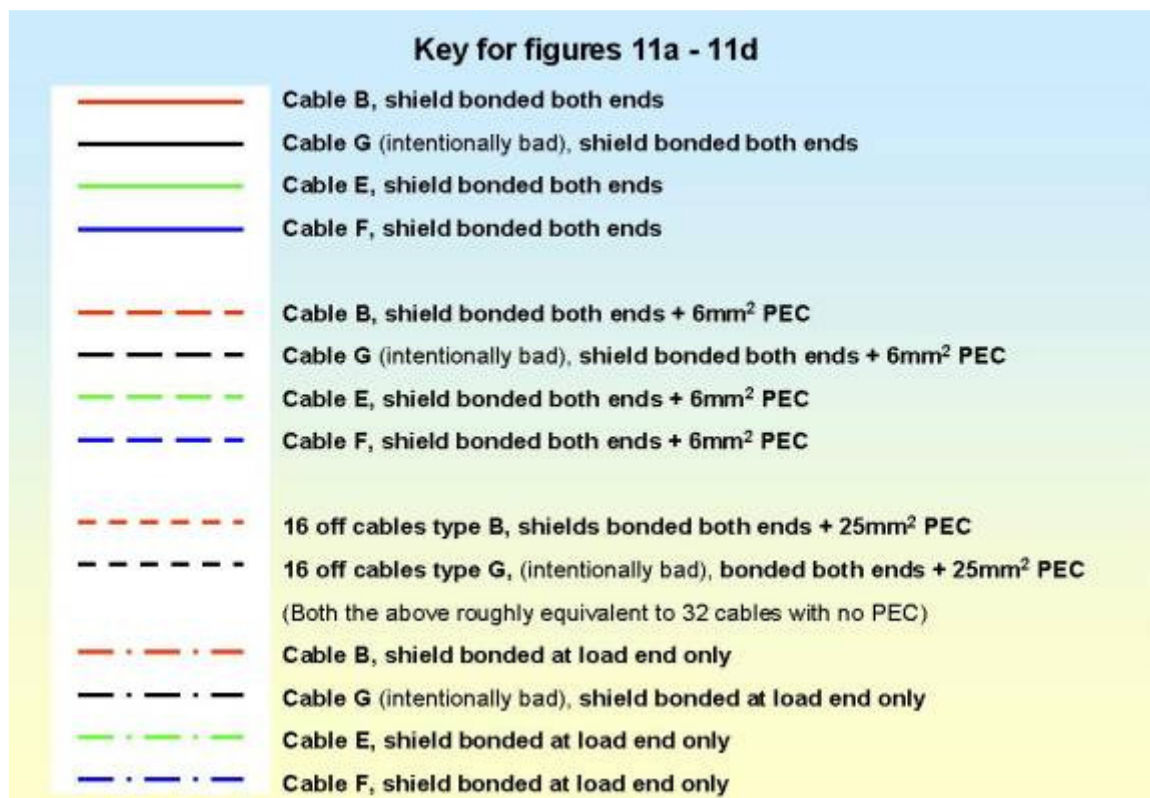 Key for figures 11a - 11d
Cable B, shield bonded both ends
Cable G (intentionally bad), shield bonded both ends
Cable E, shield bonded both ends
Cable F, shield bonded both ends
Cable B, shield bonded both ends + 6mm² PEC
Cable G (intentionally bad), shield bonded both ends + 6mm² PEC
Cable E, shield bonded both ends + 6mm² PEC
Cable F, shield bonded both ends + 6mm² PEC
16 off cables type B, shields bonded both ends + 25mm² PEC
16 off cables type G, (intentionally bad), bonded both ends + 25mm² PEC
(Both the above roughly equivalent to 32 cables with no PEC)
Cable B, shield bonded at load end only
Cable G (intentionally bad), shield bonded at load end only
Cable E, shield bonded at load end only
Cable F, shield bonded at load end only